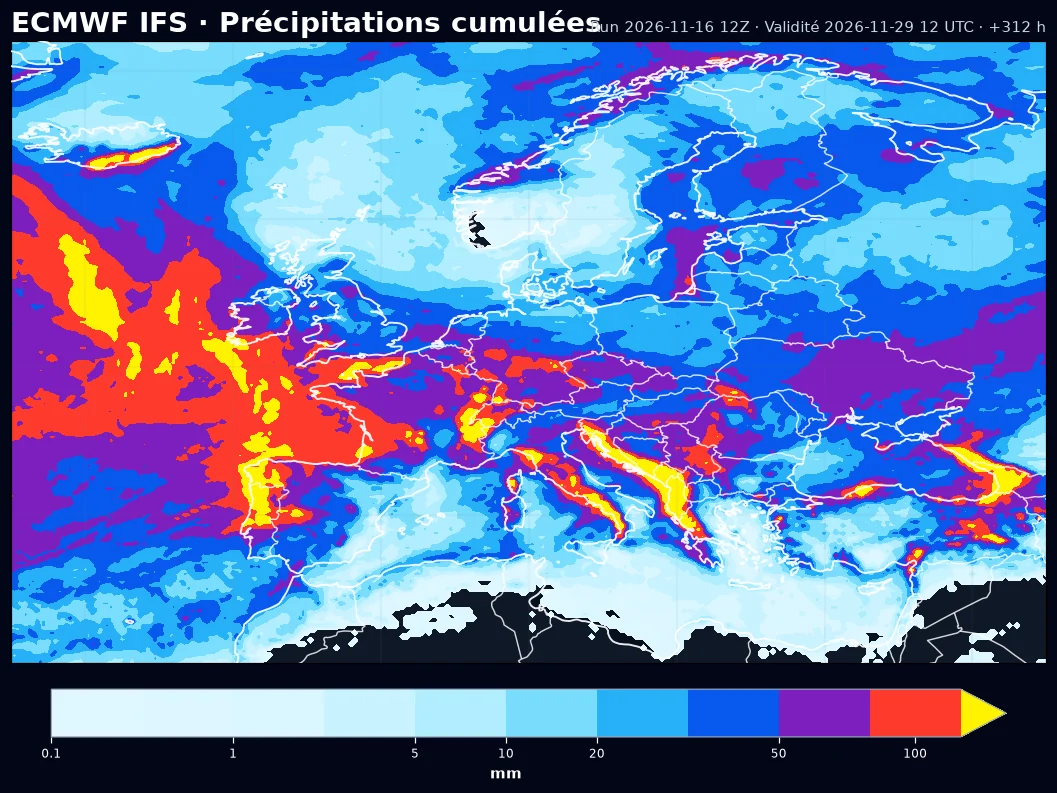 ECMWF IFS · Précipitations cumulées
Run 2026-11-16 12Z · Validité 2026-11-29 12 UTC · +312 h
0.1 1 5 10 20 50 100
mm